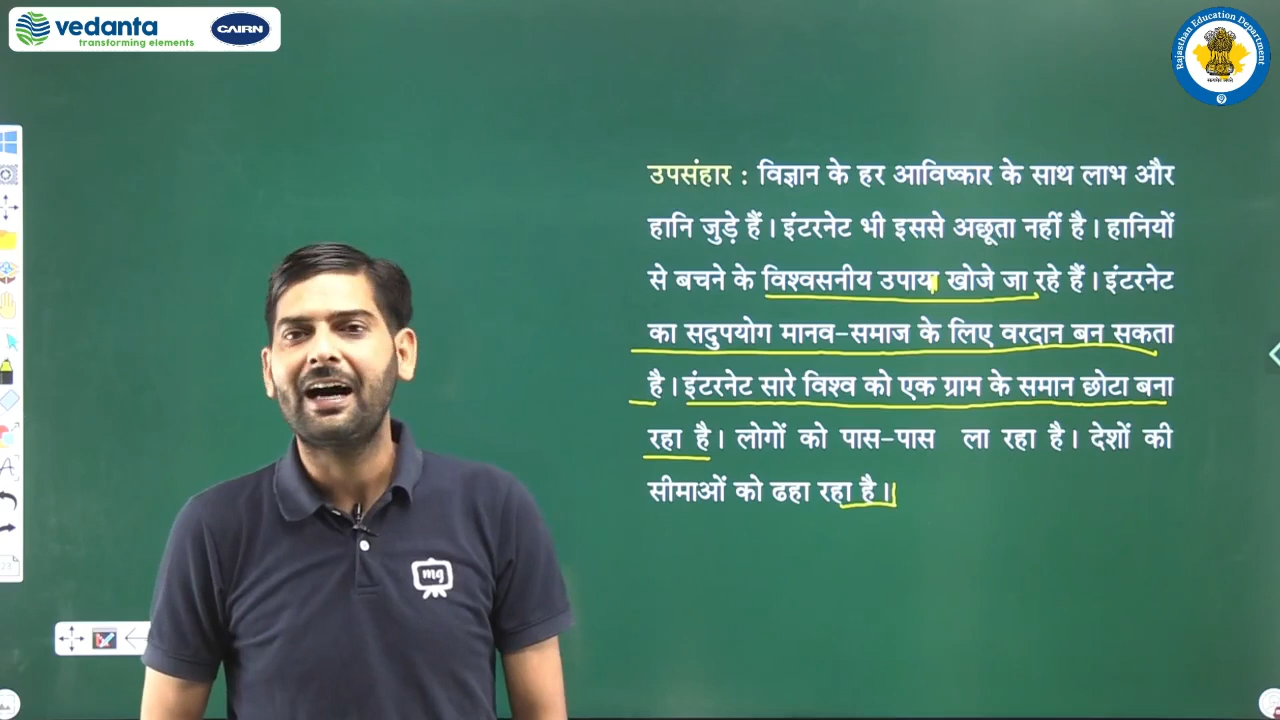 vedanta
transforming elements
CAIRN
Rajasthan Education Department
उपसंहार : विज्ञान के हर आविष्कार के साथ लाभ और
हानि जुड़े हैं। इंटरनेट भी इससे अछूता नहीं है। हानियों
से बचने के विश्वसनीय उपाय खोजे जा रहे हैं। इंटरनेट
का सदुपयोग मानव-समाज के लिए वरदान बन सकता
है। इंटरनेट सारे विश्व को एक ग्राम के समान छोटा बना
रहा है। लोगों को पास-पास ला रहा है। देशों की
सीमाओं को ढहा रहा है।
mg
23